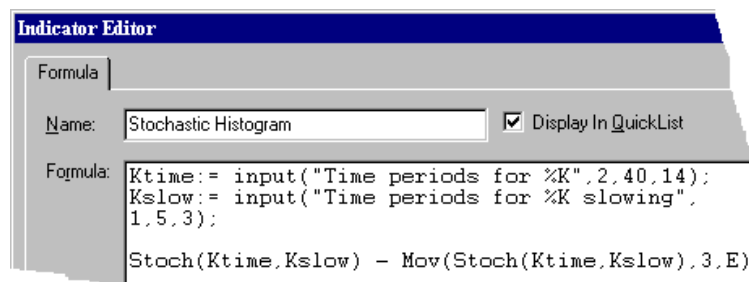 Indicator Editor
Formula
Name: Stochastic Histogram Display In QuickList
Formula: Ktime:= input("Time periods for %K",2,40,14);
Kslow:= input("Time periods for %K slowing",
1,5,3);
Stoch(Ktime,Kslow) - Mov(Stoch(Ktime,Kslow),3,E)